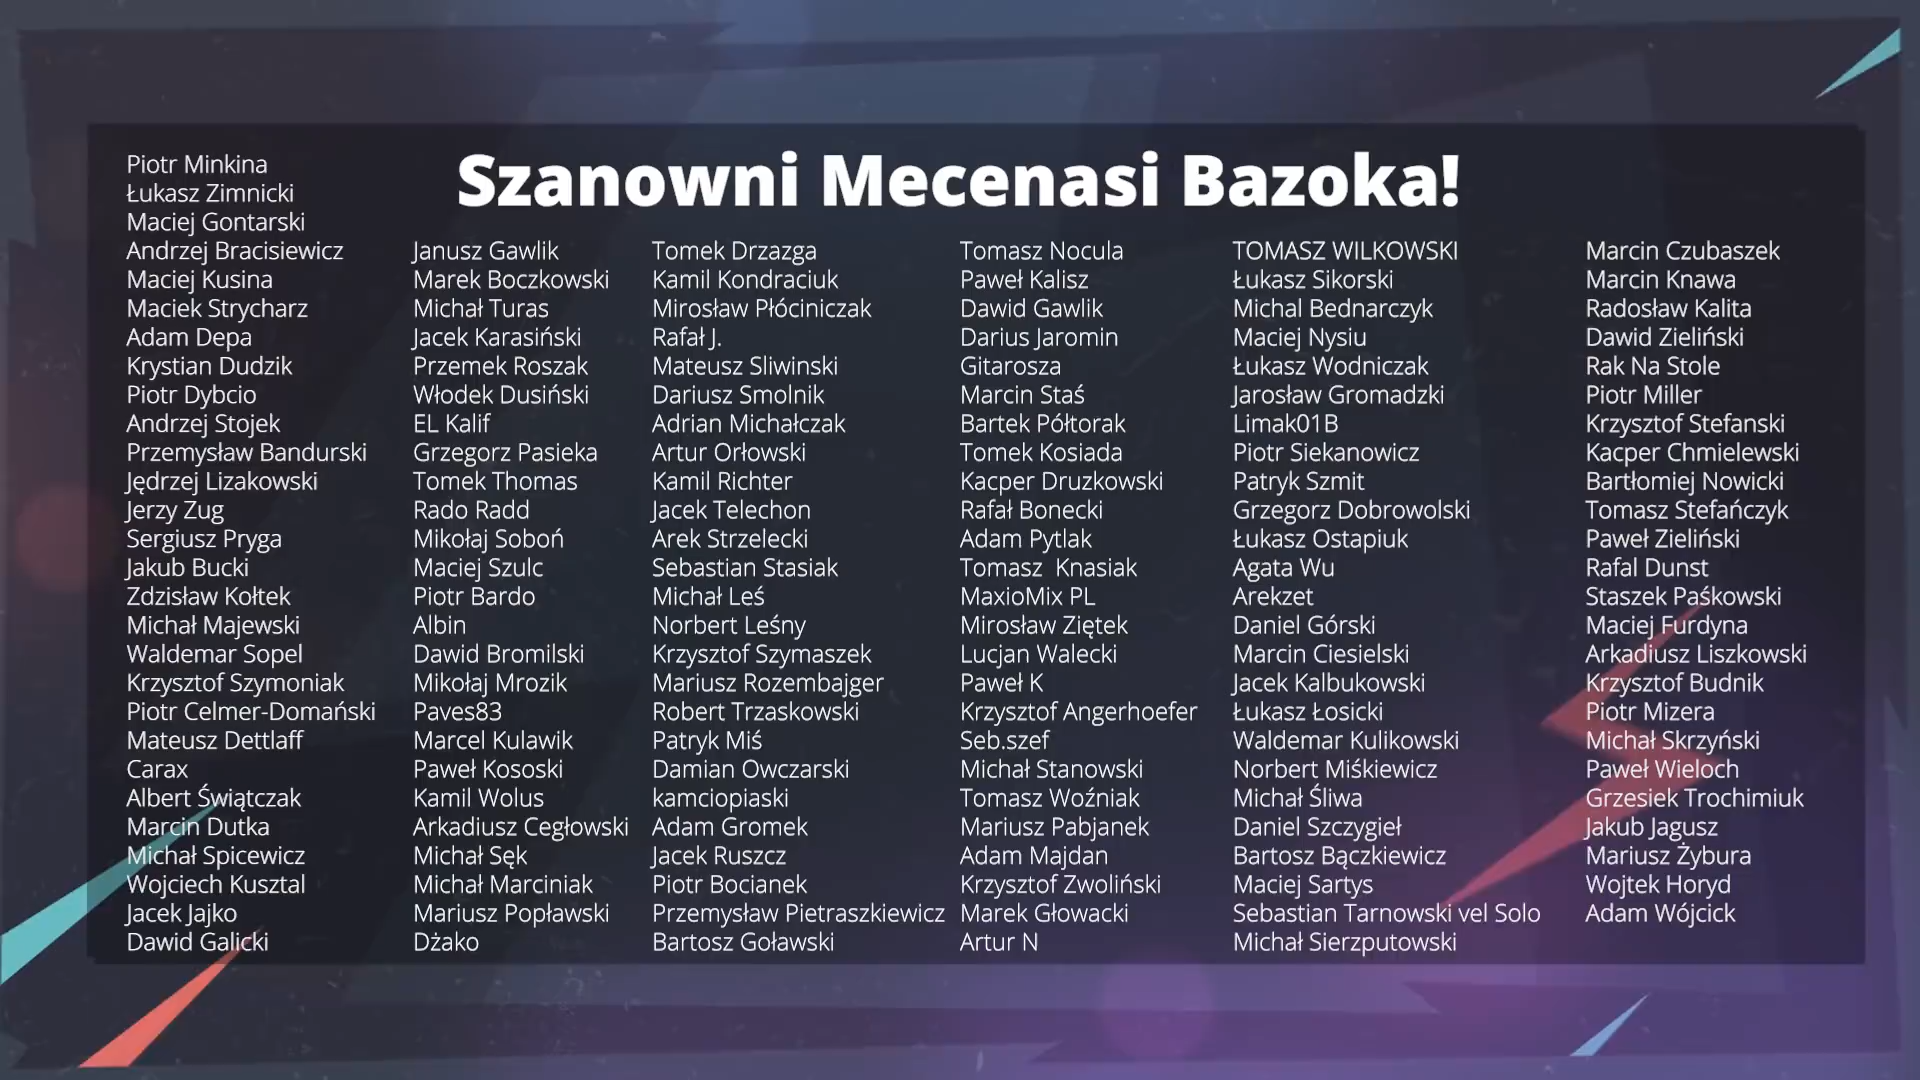 Szanowni Mecenasi Bazoka!
Piotr Minkina
Łukasz Zimnicki
Maciej Gontarski
Andrzej Bracisiewicz
Maciej Kusina
Maciek Strycharz
Adam Depa
Krystian Dudzik
Piotr Dybcio
Andrzej Stojek
Przemysław Bandurski
Jędrzej Lizakowski
Jerzy Zug
Sergiusz Pryga
Jakub Bucki
Zdzisław Kołtek
Michał Majewski
Waldemar Sopel
Krzysztof Szymoniak
Piotr Celmer-Domański
Mateusz Dettlaff
Carax
Albert Świątczak
Marcin Dutka
Michał Spicewicz
Wojciech Kusztal
Jacek Jajko
Dawid Galicki
Janusz Gawlik
Marek Boczkowski
Michał Turas
Jacek Karasiński
Przemek Roszak
Włodek Dusiński
EL Kalif
Grzegorz Pasieka
Tomek Thomas
Rado Radd
Mikołaj Soboń
Maciej Szulc
Piotr Bardo
Albin
Dawid Bromilski
Mikołaj Mrozik
Paves83
Marcel Kulawik
Paweł Kososki
Kamil Wolus
Arkadiusz Cegłowski
Michał Sęk
Michał Marciniak
Mariusz Popławski
Dżako
Tomek Drzazga
Kamil Kondraciuk
Mirosław Płóciniczak
Rafał J.
Mateusz Sliwinski
Dariusz Smolnik
Adrian Michałczak
Artur Orłowski
Kamil Richter
Jacek Telechon
Arek Strzelecki
Sebastian Stasiak
Michał Leś
Norbert Leśny
Krzysztof Szymaszek
Mariusz Rozembajger
Robert Trzaskowski
Patryk Miś
Damian Owczarski
kamciopiaski
Adam Gromek
Jacek Ruszcz
Piotr Bocianek
Przemysław Pietraszkiewicz
Bartosz Goławski
Tomasz Nocula
Paweł Kalisz
Dawid Gawlik
Darius Jaromin
Gitarosza
Marcin Staś
Bartek Półtorak
Tomek Kosiada
Kacper Druzkowski
Rafał Bonecki
Adam Pytlak
Tomasz  Knasiak
MaxioMix PL
Mirosław Ziętek
Lucjan Walecki
Paweł K
Krzysztof Angerhoefer
Seb.szef
Michał Stanowski
Tomasz Woźniak
Mariusz Pabjanek
Adam Majdan
Krzysztof Zwoliński
Marek Głowacki
Artur N
TOMASZ WILKOWSKI
Łukasz Sikorski
Michal Bednarczyk
Maciej Nysiu
Łukasz Wodniczak
Jarosław Gromadzki
Limak01B
Piotr Siekanowicz
Patryk Szmit
Grzegorz Dobrowolski
Łukasz Ostapiuk
Agata Wu
Arekzet
Daniel Górski
Marcin Ciesielski
Jacek Kalbukowski
Łukasz Łosicki
Waldemar Kulikowski
Norbert Miśkiewicz
Michał Śliwa
Daniel Szczygieł
Bartosz Bączkiewicz
Maciej Sartys
Sebastian Tarnowski vel Solo
Michał Sierzputowski
Marcin Czubaszek
Marcin Knawa
Radosław Kalita
Dawid Zieliński
Rak Na Stole
Piotr Miller
Krzysztof Stefanski
Kacper Chmielewski
Bartłomiej Nowicki
Tomasz Stefańczyk
Paweł Zieliński
Rafal Dunst
Staszek Paśkowski
Maciej Furdyna
Arkadiusz Liszkowski
Krzysztof Budnik
Piotr Mizera
Michał Skrzyński
Paweł Wieloch
Grzesiek Trochimiuk
Jakub Jagusz
Mariusz Żybura
Wojtek Horyd
Adam Wójcick